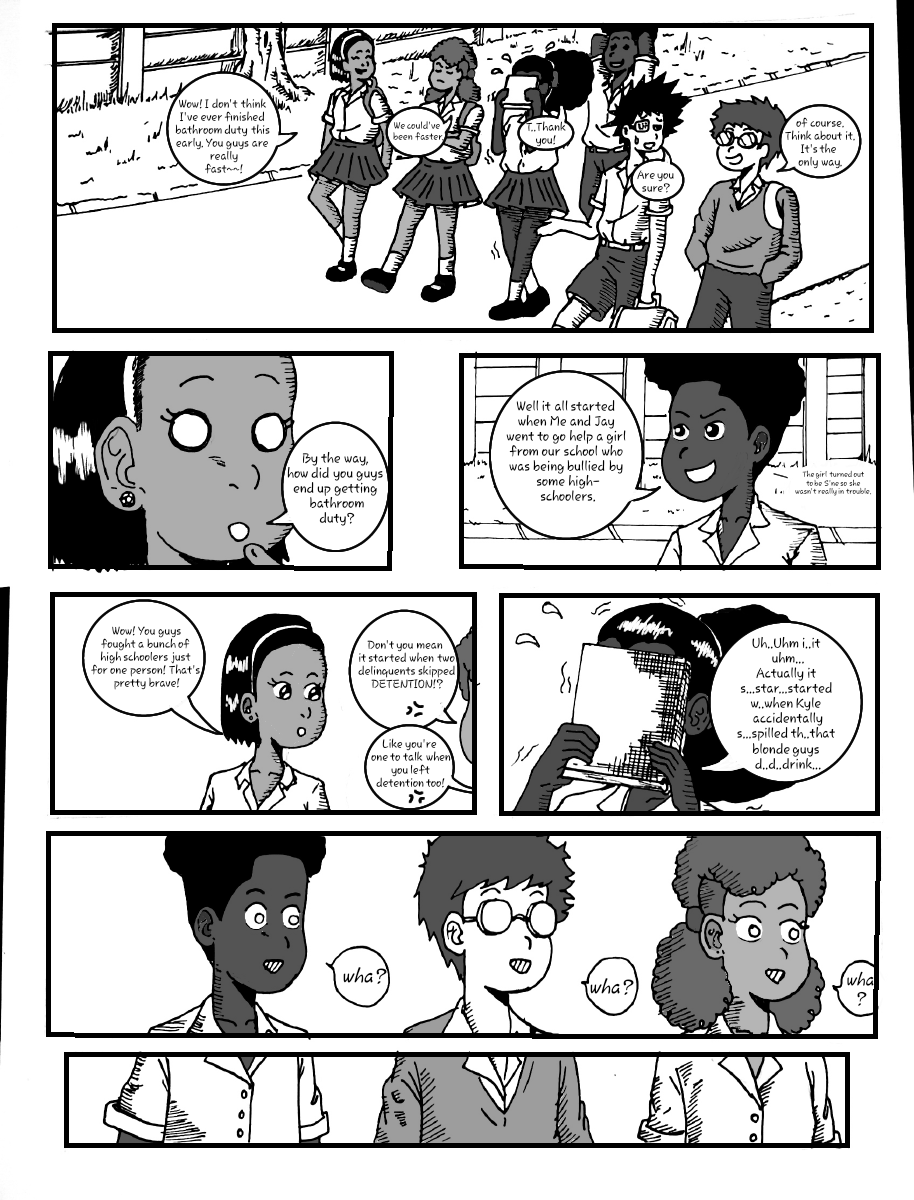 Wow! I don't think
I've ever finished
bathroom duty this
early. You guys are
really
fast~~!
We could've
been faster.
T..Thank
you!
Are you
sure?
of course.
Think about it.
It's the
only way.
By the way,
how did you guys
end up getting
bathroom
duty?
Well it all started
when Me and Jay
went to go help a girl
from our school who
was being bullied by
some high-
schoolers.
The girl turned out
to be S'ne so she
wasn't really in trouble.
Wow! You guys
fought a bunch of
high schoolers just
for one person! That's
pretty brave!
Don't you mean
it started when two
delinquents skipped
DETENTION!?
Like you're
one to talk when
you left
detention too!
Uh..Uhm i..it
uhm...
Actually it
s...star...started
w..when Kyle
accidentally
s...spilled th..that
blonde guys
d..d..drink...
wha?
wha?
wha
?